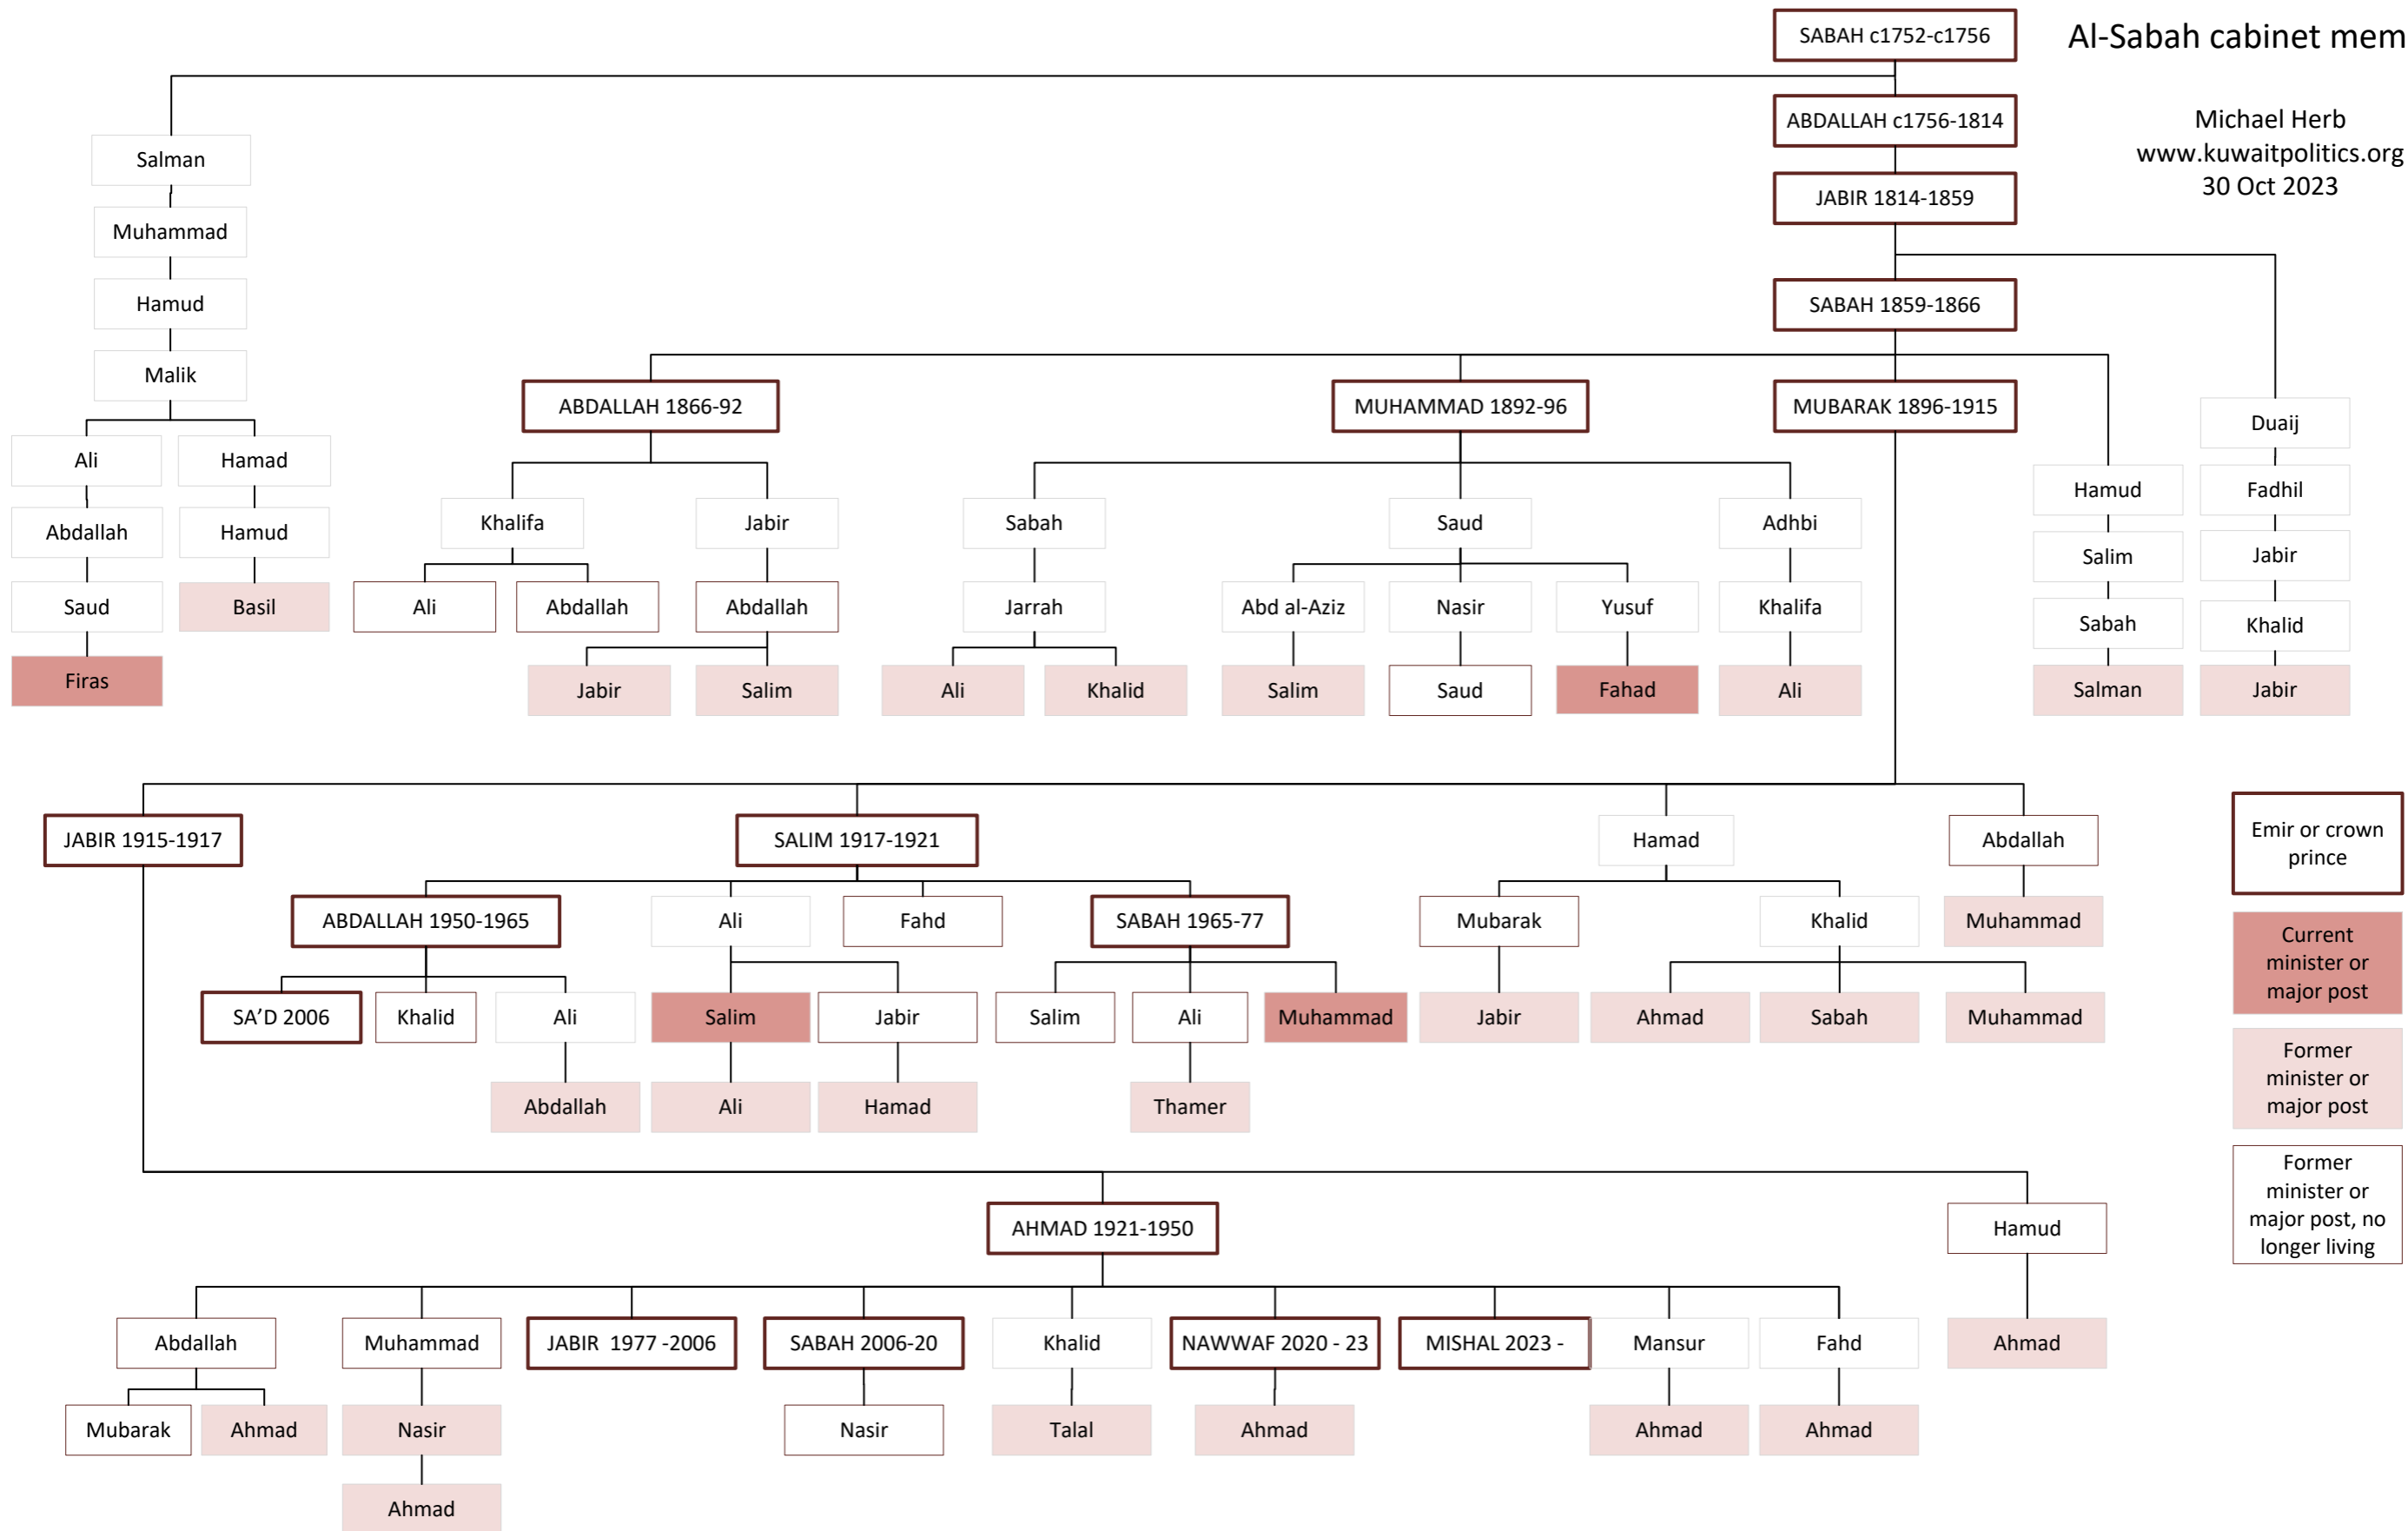 SABAH c1752-c1756
Al-Sabah cabinet mem
ABDALLAH c1756-1814
Michael Herb
www.kuwaitpolitics.org
30 Oct 2023
Salman
JABIR 1814-1859
Muhammad
Hamud
SABAH 1859-1866
Malik
ABDALLAH 1866-92
MUHAMMAD 1892-96
MUBARAK 1896-1915
Duaij
Ali
Hamad
Hamud
Fadhil
Khalifa
Jabir
Sabah
Saud
Adhbi
Abdallah
Hamud
Salim
Jabir
Saud
Basil
Ali
Abdallah
Abdallah
Jarrah
Abd al-Aziz
Nasir
Yusuf
Khalifa
Sabah
Khalid
Firas
Jabir
Salim
Ali
Khalid
Salim
Saud
Fahad
Ali
Salman
Jabir
JABIR 1915-1917
SALIM 1917-1921
Hamad
Abdallah
Emir or crown
prince
ABDALLAH 1950-1965
Ali
Fahd
SABAH 1965-77
Mubarak
Khalid
Muhammad
Current
minister or
major post
SA’D 2006
Khalid
Ali
Salim
Jabir
Salim
Ali
Muhammad
Jabir
Ahmad
Sabah
Muhammad
Former
minister or
major post
Abdallah
Ali
Hamad
Thamer
Former
minister or
major post, no
longer living
AHMAD 1921-1950
Hamud
Abdallah
Muhammad
JABIR  1977 -2006
SABAH 2006-20
Khalid
NAWWAF 2020 - 23
MISHAL 2023 -
Mansur
Fahd
Ahmad
Mubarak
Ahmad
Nasir
Nasir
Talal
Ahmad
Ahmad
Ahmad
Ahmad